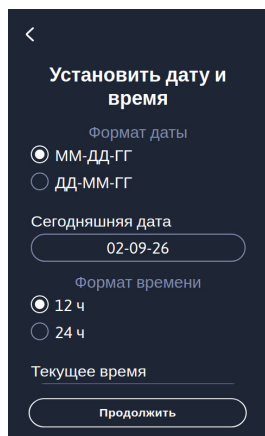 Установить дату и
время
Формат даты
ММ-ДД-ГГ
ДД-ММ-ГГ
Сегодняшняя дата
02-09-26
Формат времени
12 ч
24 ч
Текущее время
Продолжить